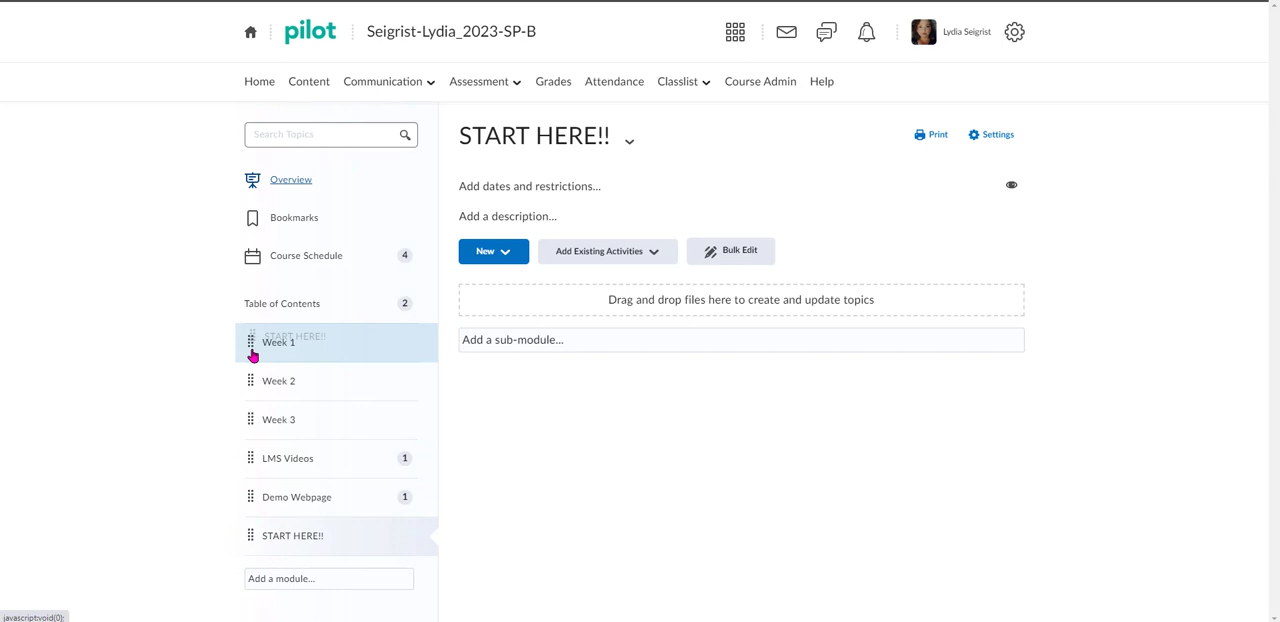 pilot
Seigrist-Lydia_2023-SP-B
Lydia Seigrist
Home Content Communication Assessment Grades Attendance Classlist Course Admin Help
Search Topics
START HERE!!
Print
Settings
Overview
Bookmarks
Course Schedule 4
Table of Contents 2
START HERE!!
Week 1
Week 2
Week 3
LMS Videos 1
Demo Webpage 1
START HERE!!
Add a module...
Add dates and restrictions...
Add a description...
New
Add Existing Activities
Bulk Edit
Drag and drop files here to create and update topics
Add a sub-module...
javascript:void(0);